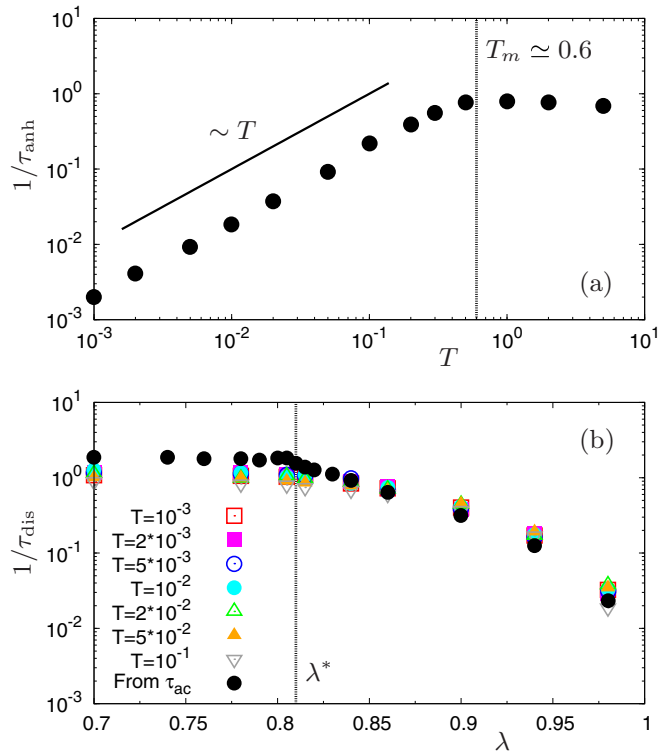 10^1
10^0
10^-1
10^-2
10^-3
1/τ_anh
∼ T
T_m ≃ 0.6
(a)
10^-3 10^-2 10^-1 10^0 10^1
T
10^1
10^0
10^-1
10^-2
10^-3
1/τ_dis
(b)
T=10^-3
T=2*10^-3
T=5*10^-3
T=10^-2
T=2*10^-2
T=5*10^-2
T=10^-1
From τ_ac
λ*
0.7 0.75 0.8 0.85 0.9 0.95 1
λ